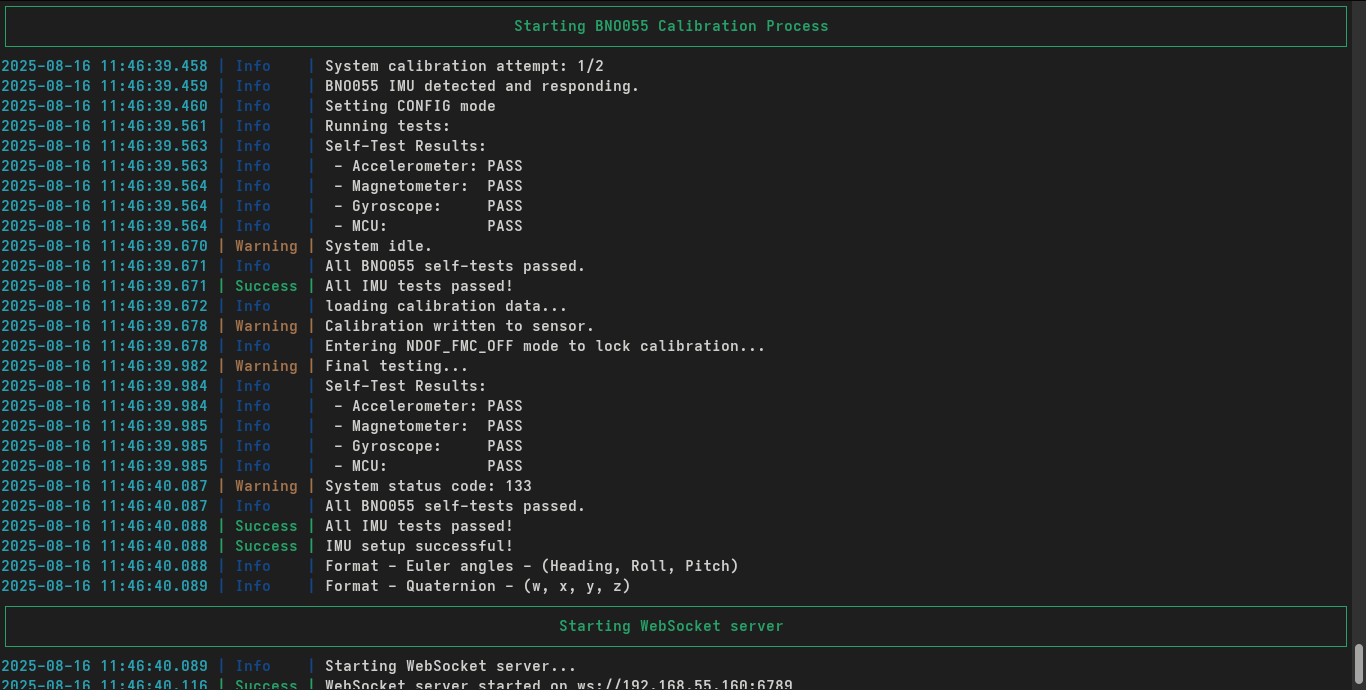 Starting BNO055 Calibration Process
2025-08-16 11:46:39.458 | Info    | System calibration attempt: 1/2
2025-08-16 11:46:39.459 | Info    | BNO055 IMU detected and responding.
2025-08-16 11:46:39.460 | Info    | Setting CONFIG mode
2025-08-16 11:46:39.561 | Info    | Running tests:
2025-08-16 11:46:39.563 | Info    | Self-Test Results:
2025-08-16 11:46:39.563 | Info    |  - Accelerometer: PASS
2025-08-16 11:46:39.564 | Info    |  - Magnetometer:  PASS
2025-08-16 11:46:39.564 | Info    |  - Gyroscope:     PASS
2025-08-16 11:46:39.564 | Info    |  - MCU:           PASS
2025-08-16 11:46:39.670 | Warning | System idle.
2025-08-16 11:46:39.671 | Info    | All BNO055 self-tests passed.
2025-08-16 11:46:39.671 | Success | All IMU tests passed!
2025-08-16 11:46:39.672 | Info    | loading calibration data...
2025-08-16 11:46:39.678 | Warning | Calibration written to sensor.
2025-08-16 11:46:39.678 | Info    | Entering NDOF_FMC_OFF mode to lock calibration...
2025-08-16 11:46:39.982 | Warning | Final testing...
2025-08-16 11:46:39.984 | Info    | Self-Test Results:
2025-08-16 11:46:39.984 | Info    |  - Accelerometer: PASS
2025-08-16 11:46:39.985 | Info    |  - Magnetometer:  PASS
2025-08-16 11:46:39.985 | Info    |  - Gyroscope:     PASS
2025-08-16 11:46:39.985 | Info    |  - MCU:           PASS
2025-08-16 11:46:40.087 | Warning | System status code: 133
2025-08-16 11:46:40.087 | Info    | All BNO055 self-tests passed.
2025-08-16 11:46:40.088 | Success | All IMU tests passed!
2025-08-16 11:46:40.088 | Success | IMU setup successful!
2025-08-16 11:46:40.088 | Info    | Format - Euler angles - (Heading, Roll, Pitch)
2025-08-16 11:46:40.089 | Info    | Format - Quaternion - (w, x, y, z)
Starting WebSocket server
2025-08-16 11:46:40.089 | Info    | Starting WebSocket server...
2025-08-16 11:46:40.116 | Success | WebSocket server started on ws://192.168.55.160:6789